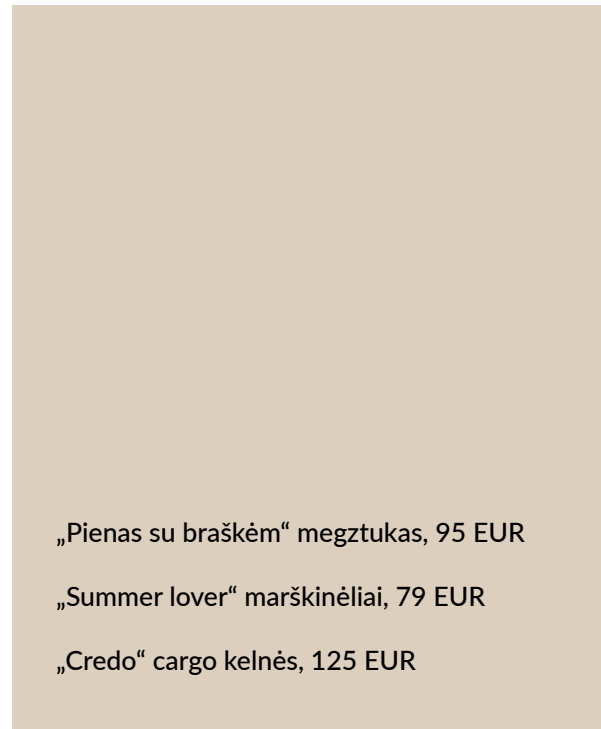 „Pienas su braškėm“ megztukas, 95 EUR
„Summer lover“ marškinėliai, 79 EUR
„Credo“ cargo kelnės, 125 EUR